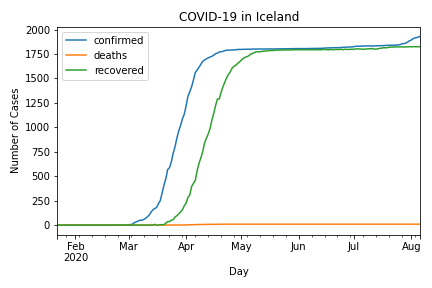 COVID-19 in Iceland
confirmed
deaths
recovered
Number of Cases
2000
1750
1500
1250
1000
750
500
250
0
Feb Mar Apr May Jun Jul Aug
2020
Day